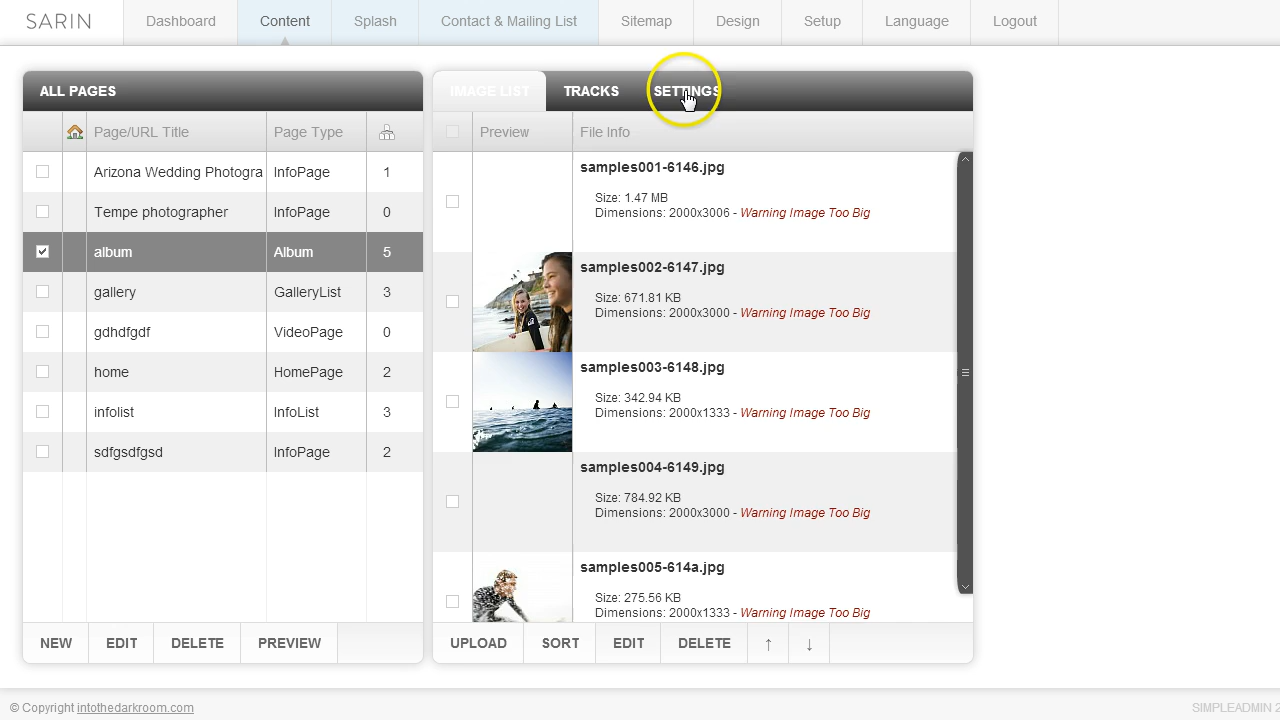 SARIN Dashboard Content Splash Contact & Mailing List Sitemap Design Setup Language Logout
ALL PAGES
Page/URL Title Page Type
Arizona Wedding Photogra InfoPage 1
Tempe photographer InfoPage 0
album Album 5
gallery GalleryList 3
gdhdfgdf VideoPage 0
home HomePage 2
infolist InfoList 3
sdfgsdfgsd InfoPage 2
NEW EDIT DELETE PREVIEW
IMAGE LIST TRACKS SETTINGS
Preview File Info
samples001-6146.jpg
Size: 1.47 MB
Dimensions: 2000x3006 - Warning Image Too Big
samples002-6147.jpg
Size: 671.81 KB
Dimensions: 2000x3000 - Warning Image Too Big
samples003-6148.jpg
Size: 342.94 KB
Dimensions: 2000x1333 - Warning Image Too Big
samples004-6149.jpg
Size: 784.92 KB
Dimensions: 2000x3000 - Warning Image Too Big
samples005-614a.jpg
Size: 275.56 KB
Dimensions: 2000x1333 - Warning Image Too Big
UPLOAD SORT EDIT DELETE ↑ ↓
© Copyright intothedarkroom.com SIMPLEADMIN 2